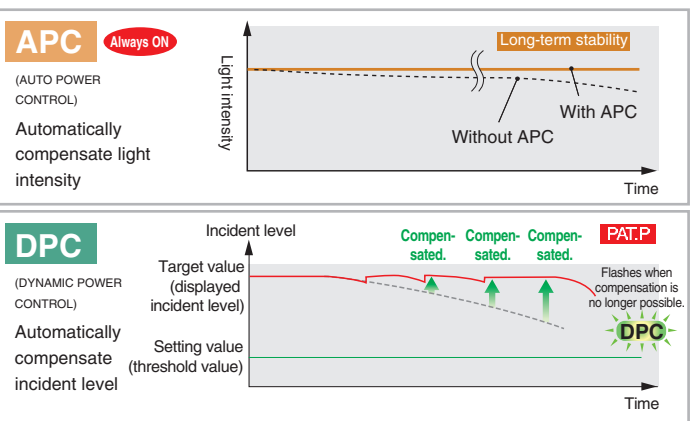 APC
Always ON
(AUTO POWER
CONTROL)
Automatically
compensate light
intensity
Light intensity
Long-term stability
With APC
Without APC
Time
DPC
(DYNAMIC POWER
CONTROL)
Automatically
compensate
incident level
Incident level
Target value
(displayed
incident level)
Setting value
(threshold value)
Compen-
sated.
Compen-
sated.
Compen-
sated.
PAT.P
Flashes when
compensation is
no longer possible.
DPC
Time